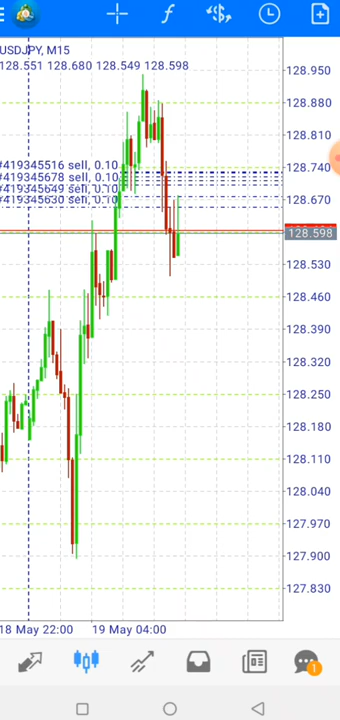 USDJPY, M15
128.551 128.680 128.549 128.598
128.950
128.880
128.810
128.740
#419345516 sell, 0.10
#419345678 sell, 0.10
#419345649 sell, 0.10
#419345630 sell, 0.10
128.670
128.598
128.530
128.460
128.390
128.320
128.250
128.180
128.110
128.040
127.970
127.900
127.830
18 May 22:00 19 May 04:00
1